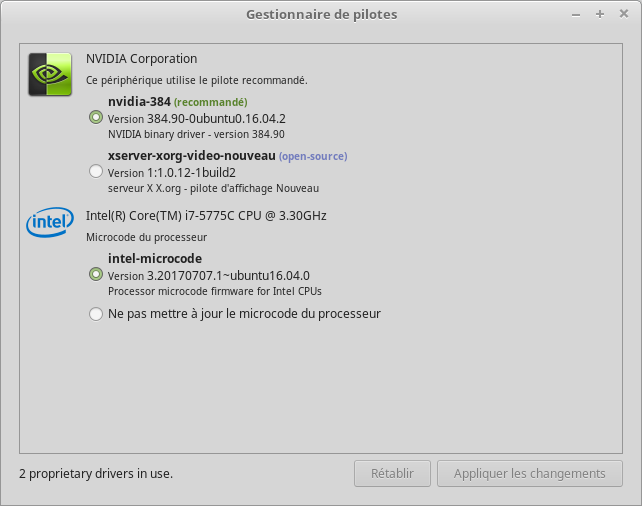 Gestionnaire de pilotes
NVIDIA Corporation
Ce périphérique utilise le pilote recommandé.
nvidia-384 (recommandé)
Version 384.90-0ubuntu0.16.04.2
NVIDIA binary driver - version 384.90
xserver-xorg-video-nouveau (open-source)
Version 1:1.0.12-1build2
serveur X X.org - pilote d'affichage Nouveau
intel
Intel(R) Core(TM) i7-5775C CPU @ 3.30GHz
Microcode du processeur
intel-microcode
Version 3.20170707.1~ubuntu16.04.0
Processor microcode firmware for Intel CPUs
Ne pas mettre à jour le microcode du processeur
2 proprietary drivers in use.
Rétablir
Appliquer les changements